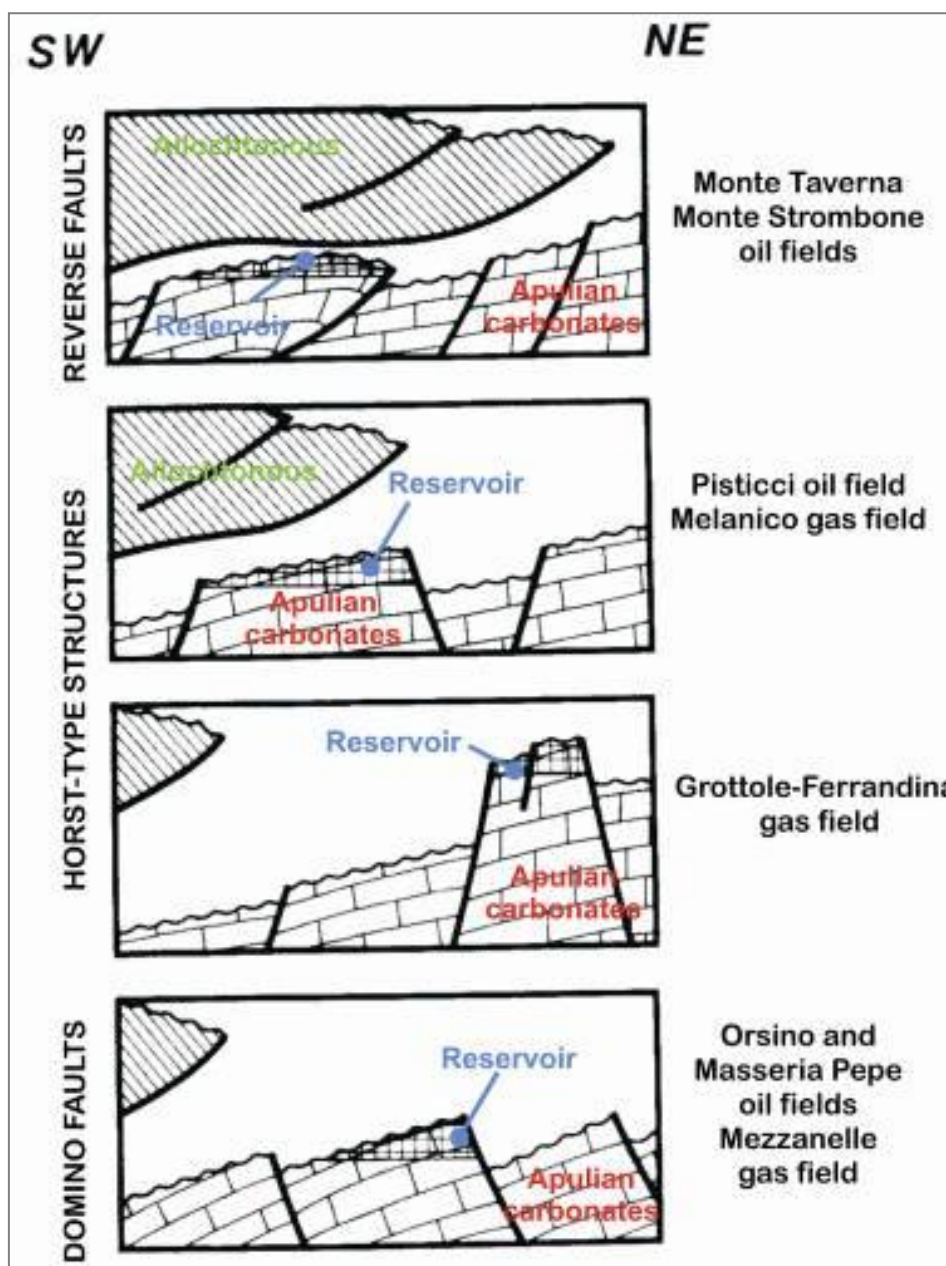 SW
NE
REVERSE FAULTS
Allochtonous
Reservoir
Apulian
carbonates
Monte Taverna
Monte Strombone
oil fields
HORST-TYPE STRUCTURES
Allochtonous
Reservoir
Apulian
carbonates
Pisticci oil field
Melanico gas field
Reservoir
Apulian
carbonates
Grottole-Ferrandina
gas field
DOMINO FAULTS
Reservoir
Apulian
carbonates
Orsino and
Masseria Pepe
oil fields
Mezzanelle
gas field